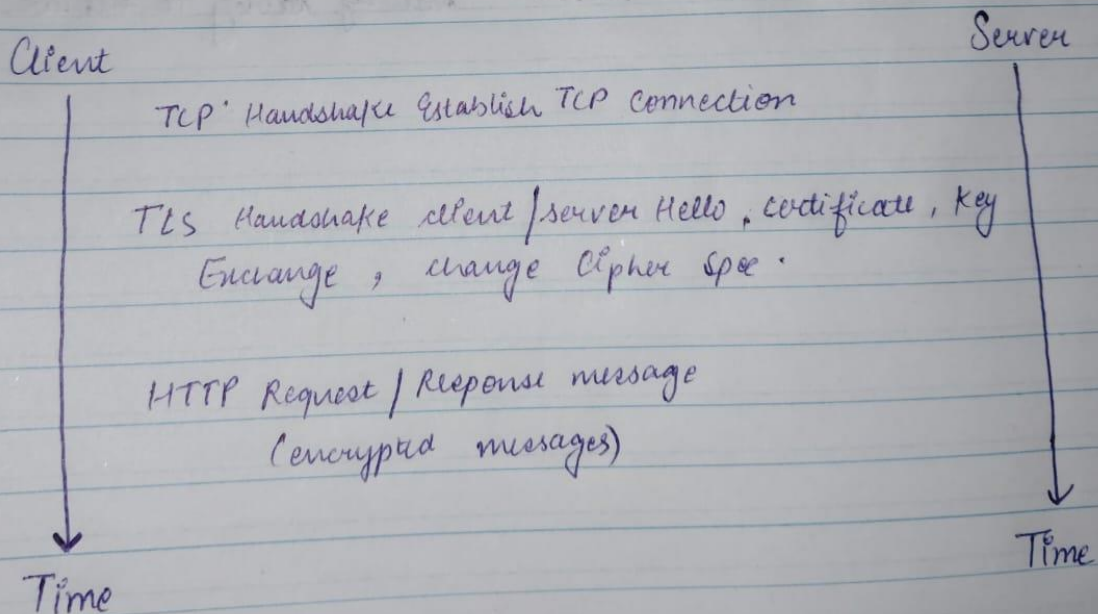 Client Server
TCP Handshake Establish TCP Connection
TLS Handshake client/server Hello, certificate, Key
Exchange, change Cipher Spec.
HTTP Request/Response message
(encrypted messages)
Time Time